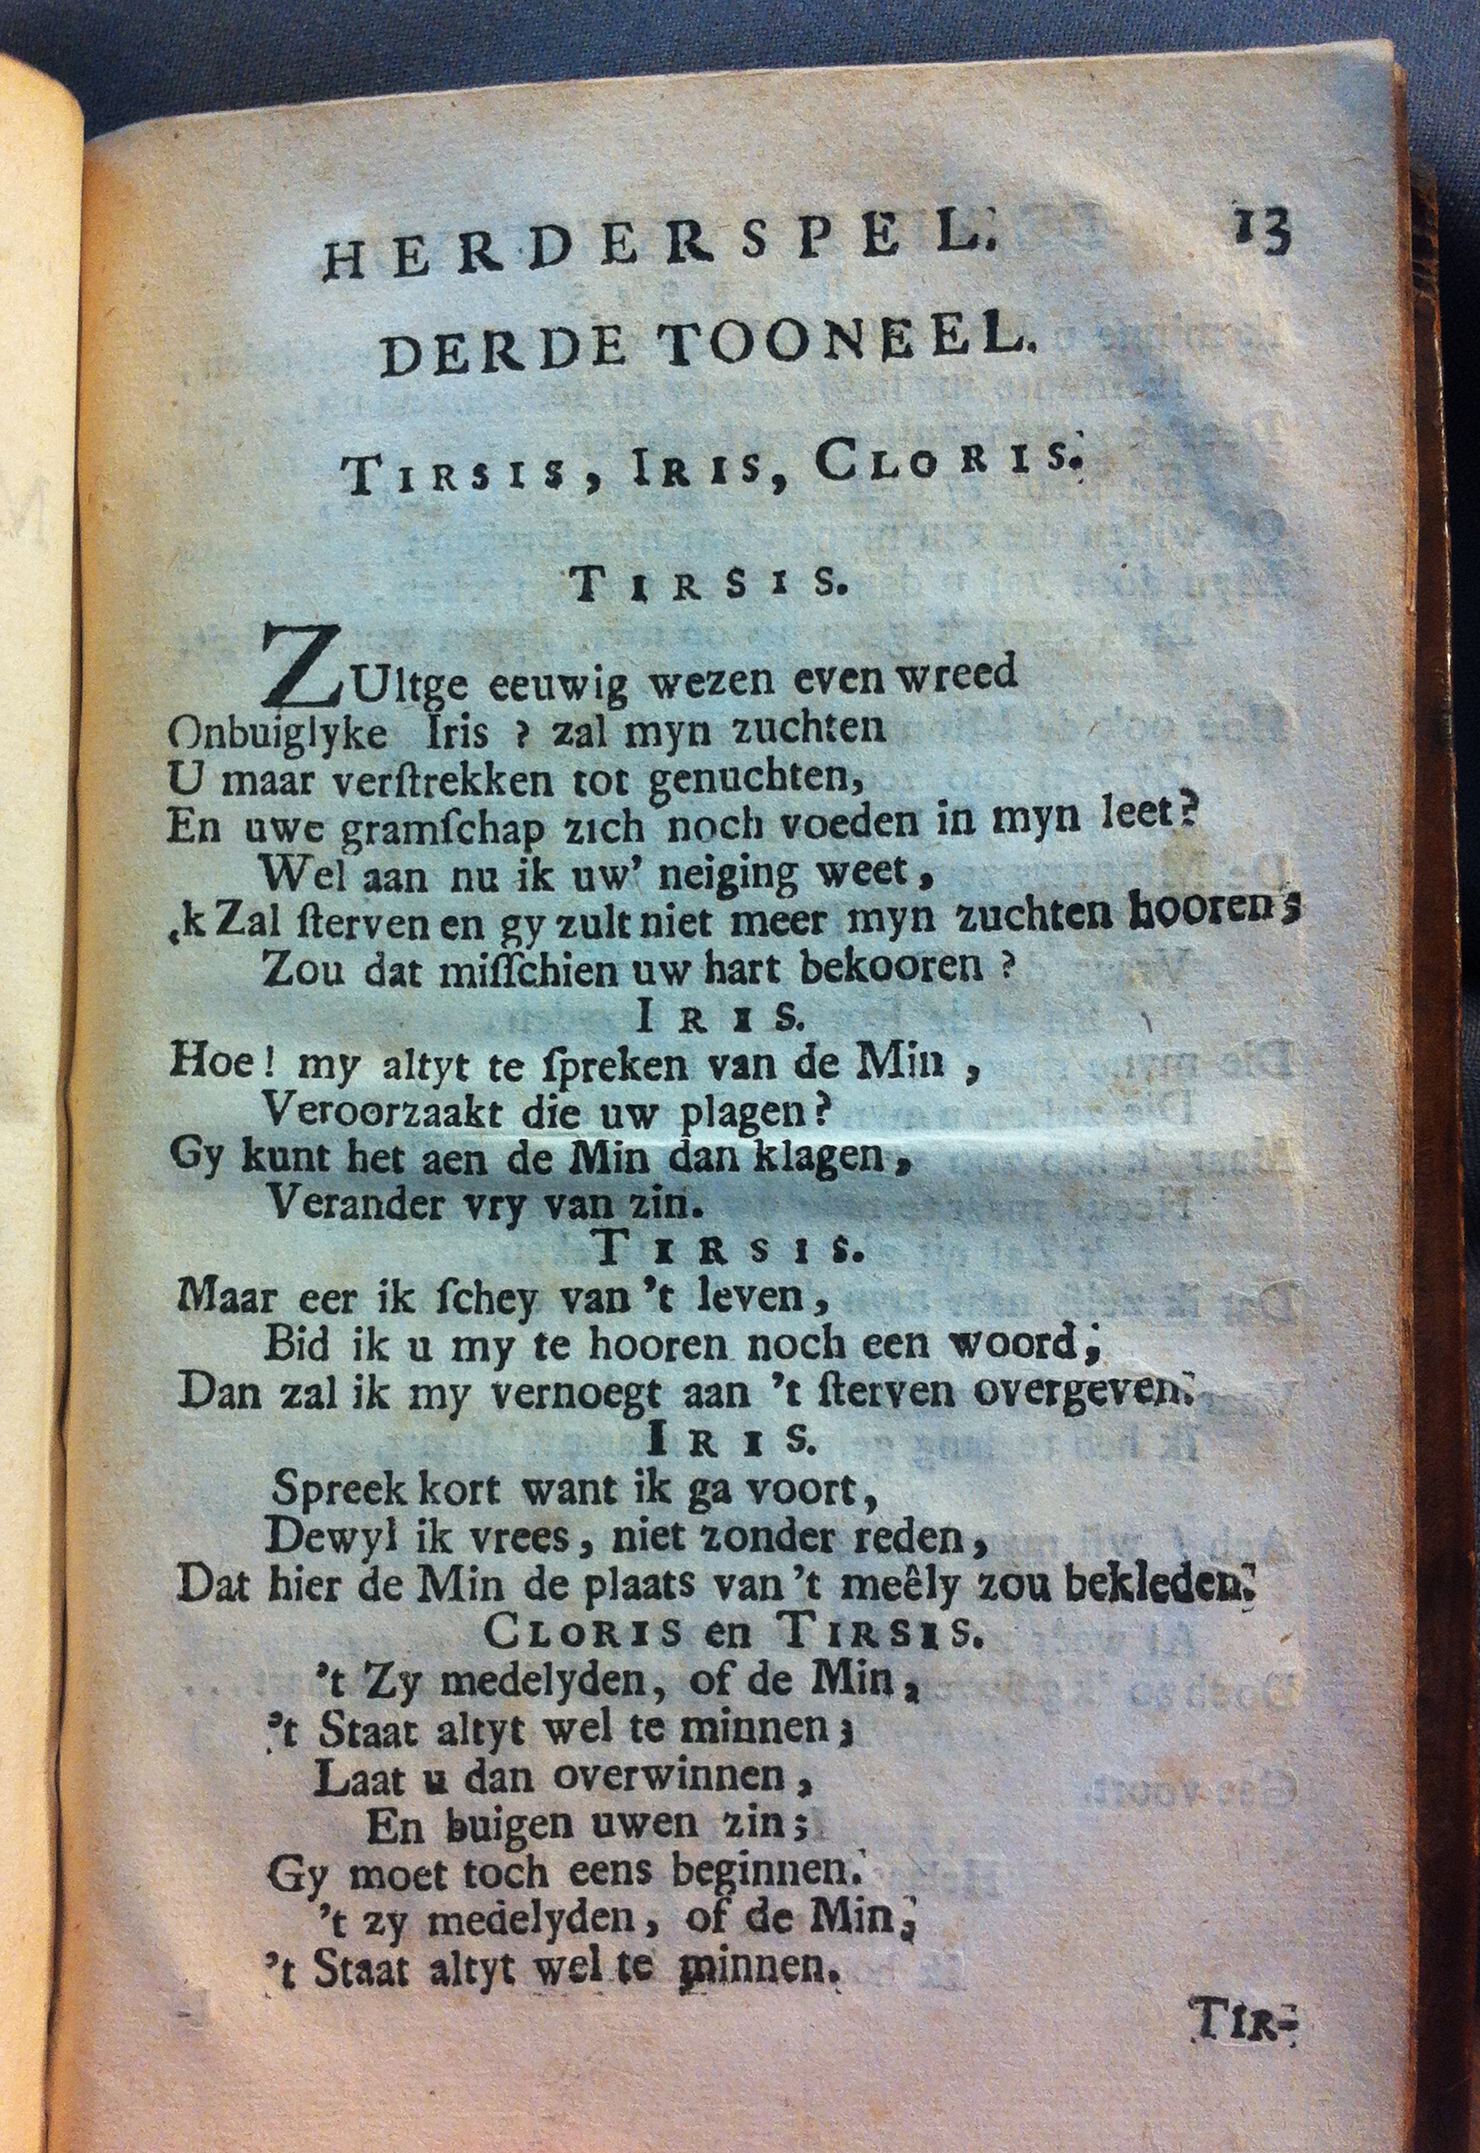 HERDERSPEL. 13
DERDE TOONEEL.
TIRSIS, IRIS, CLORIS.
TIRSIS.
ZUltge eeuwig wezen even wreed
Onbuiglyke Iris ? zal myn zuchten
U maar verſtrekken tot genuchten,
En uwe gramſchap zich noch voeden in myn leet?
Wel aan nu ik uw' neiging weet,
'k Zal ſterven en gy zult niet meer myn zuchten hooren;
Zou dat miſſchien uw hart bekooren ?
IRIS.
Hoe! my altyt te ſpreken van de Min ,
Veroorzaakt die uw plagen?
Gy kunt het aen de Min dan klagen,
Verander vry van zin.
TIRSIS.
Maar eer ik ſchey van 't leven,
Bid ik u my te hooren noch een woord;
Dan zal ik my vernoegt aan 't ſterven overgeven.
IRIS.
Spreek kort want ik ga voort,
Dewyl ik vrees, niet zonder reden,
Dat hier de Min de plaats van 't meêly zou bekleden.
CLORIS en TIRSIS.
't Zy medelyden, of de Min,
't Staat altyt wel te minnen;
Laat u dan overwinnen,
En buigen uwen zin;
Gy moet toch eens beginnen.
't zy medelyden, of de Min,
't Staat altyt wel te minnen.
TIR-